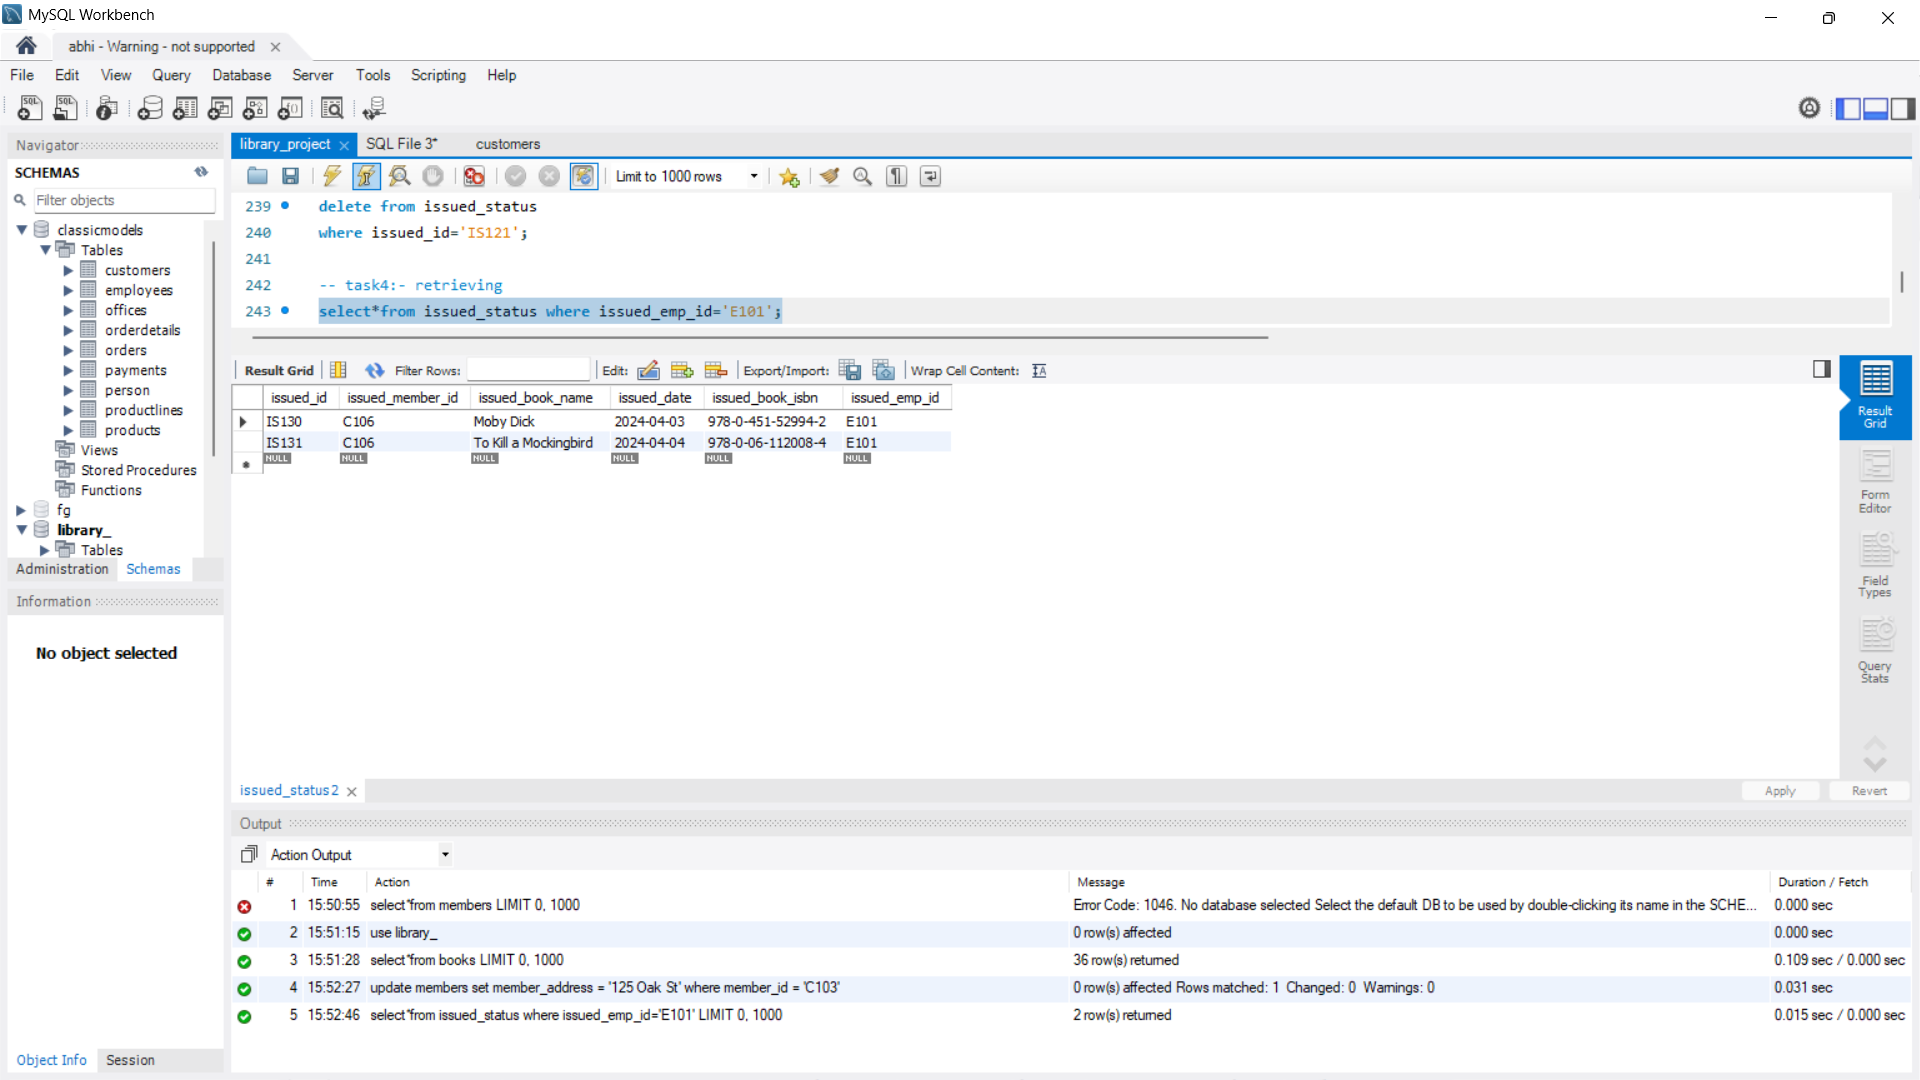 MySQL Workbench
abhi - Warning - not supported
File Edit View Query Database Server Tools Scripting Help
Navigator
SCHEMAS
Filter objects
classicmodels
Tables
customers
employees
offices
orderdetails
orders
payments
person
productlines
products
Views
Stored Procedures
Functions
fg
library_
Tables
Administration Schemas
Information
No object selected
Object Info Session
library_project SQL File 3* customers
Limit to 1000 rows
239 delete from issued_status
240 where issued_id='IS121';
241
242 -- task4:- retrieving
243 select*from issued_status where issued_emp_id='E101';
Result Grid Filter Rows: Edit: Export/Import: Wrap Cell Content:
issued_id issued_member_id issued_book_name issued_date issued_book_isbn issued_emp_id
IS130 C106 Moby Dick 2024-04-03 978-0-451-52994-2 E101
IS131 C106 To Kill a Mockingbird 2024-04-04 978-0-06-112008-4 E101
NULL NULL NULL NULL NULL NULL
Result
Grid
Form
Editor
Field
Types
Query
Stats
issued_status 2 Apply Revert
Output
Action Output
# Time Action Message Duration / Fetch
1 15:50:55 select*from members LIMIT 0, 1000 Error Code: 1046. No database selected Select the default DB to be used by double-clicking its name in the SCHE... 0.000 sec
2 15:51:15 use library_ 0 row(s) affected 0.000 sec
3 15:51:28 select*from books LIMIT 0, 1000 36 row(s) returned 0.109 sec / 0.000 sec
4 15:52:27 update members set member_address = '125 Oak St' where member_id = 'C103' 0 row(s) affected Rows matched: 1 Changed: 0 Warnings: 0 0.031 sec
5 15:52:46 select*from issued_status where issued_emp_id='E101' LIMIT 0, 1000 2 row(s) returned 0.015 sec / 0.000 sec